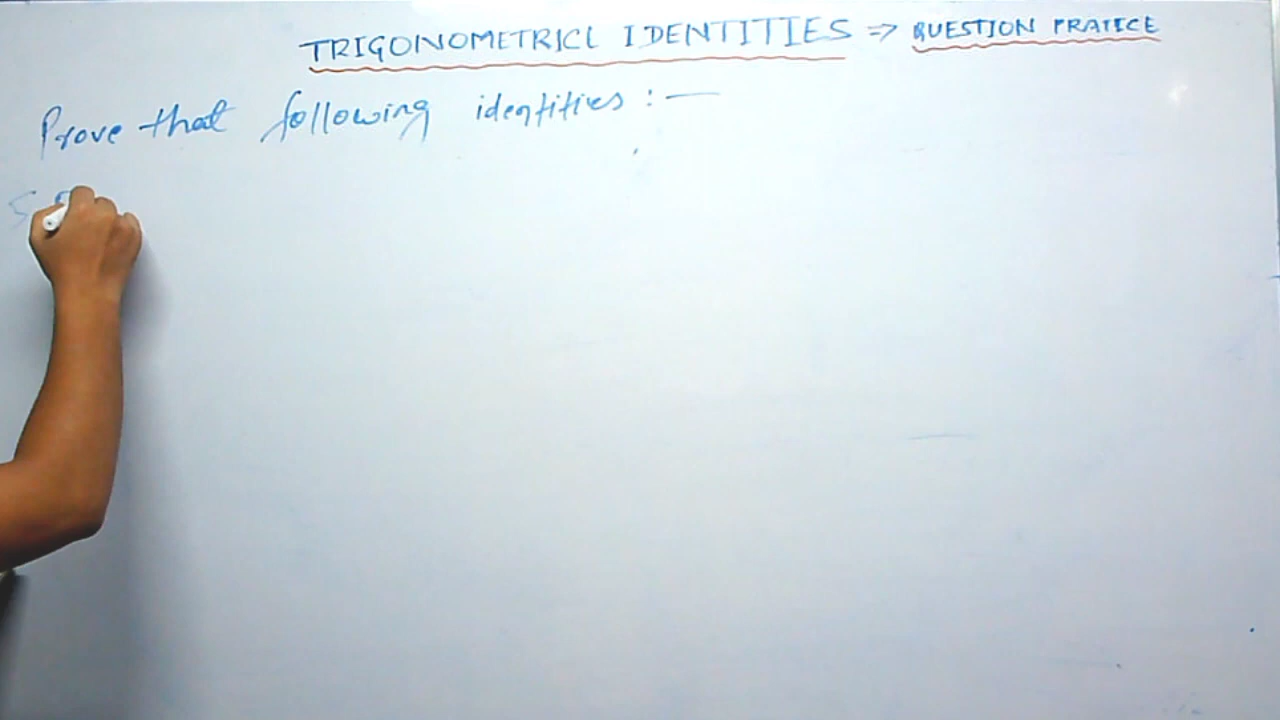 TRIGONOMETRICL IDENTITIES ⇒ QUESTION PRATICE
Prove that following identities :—